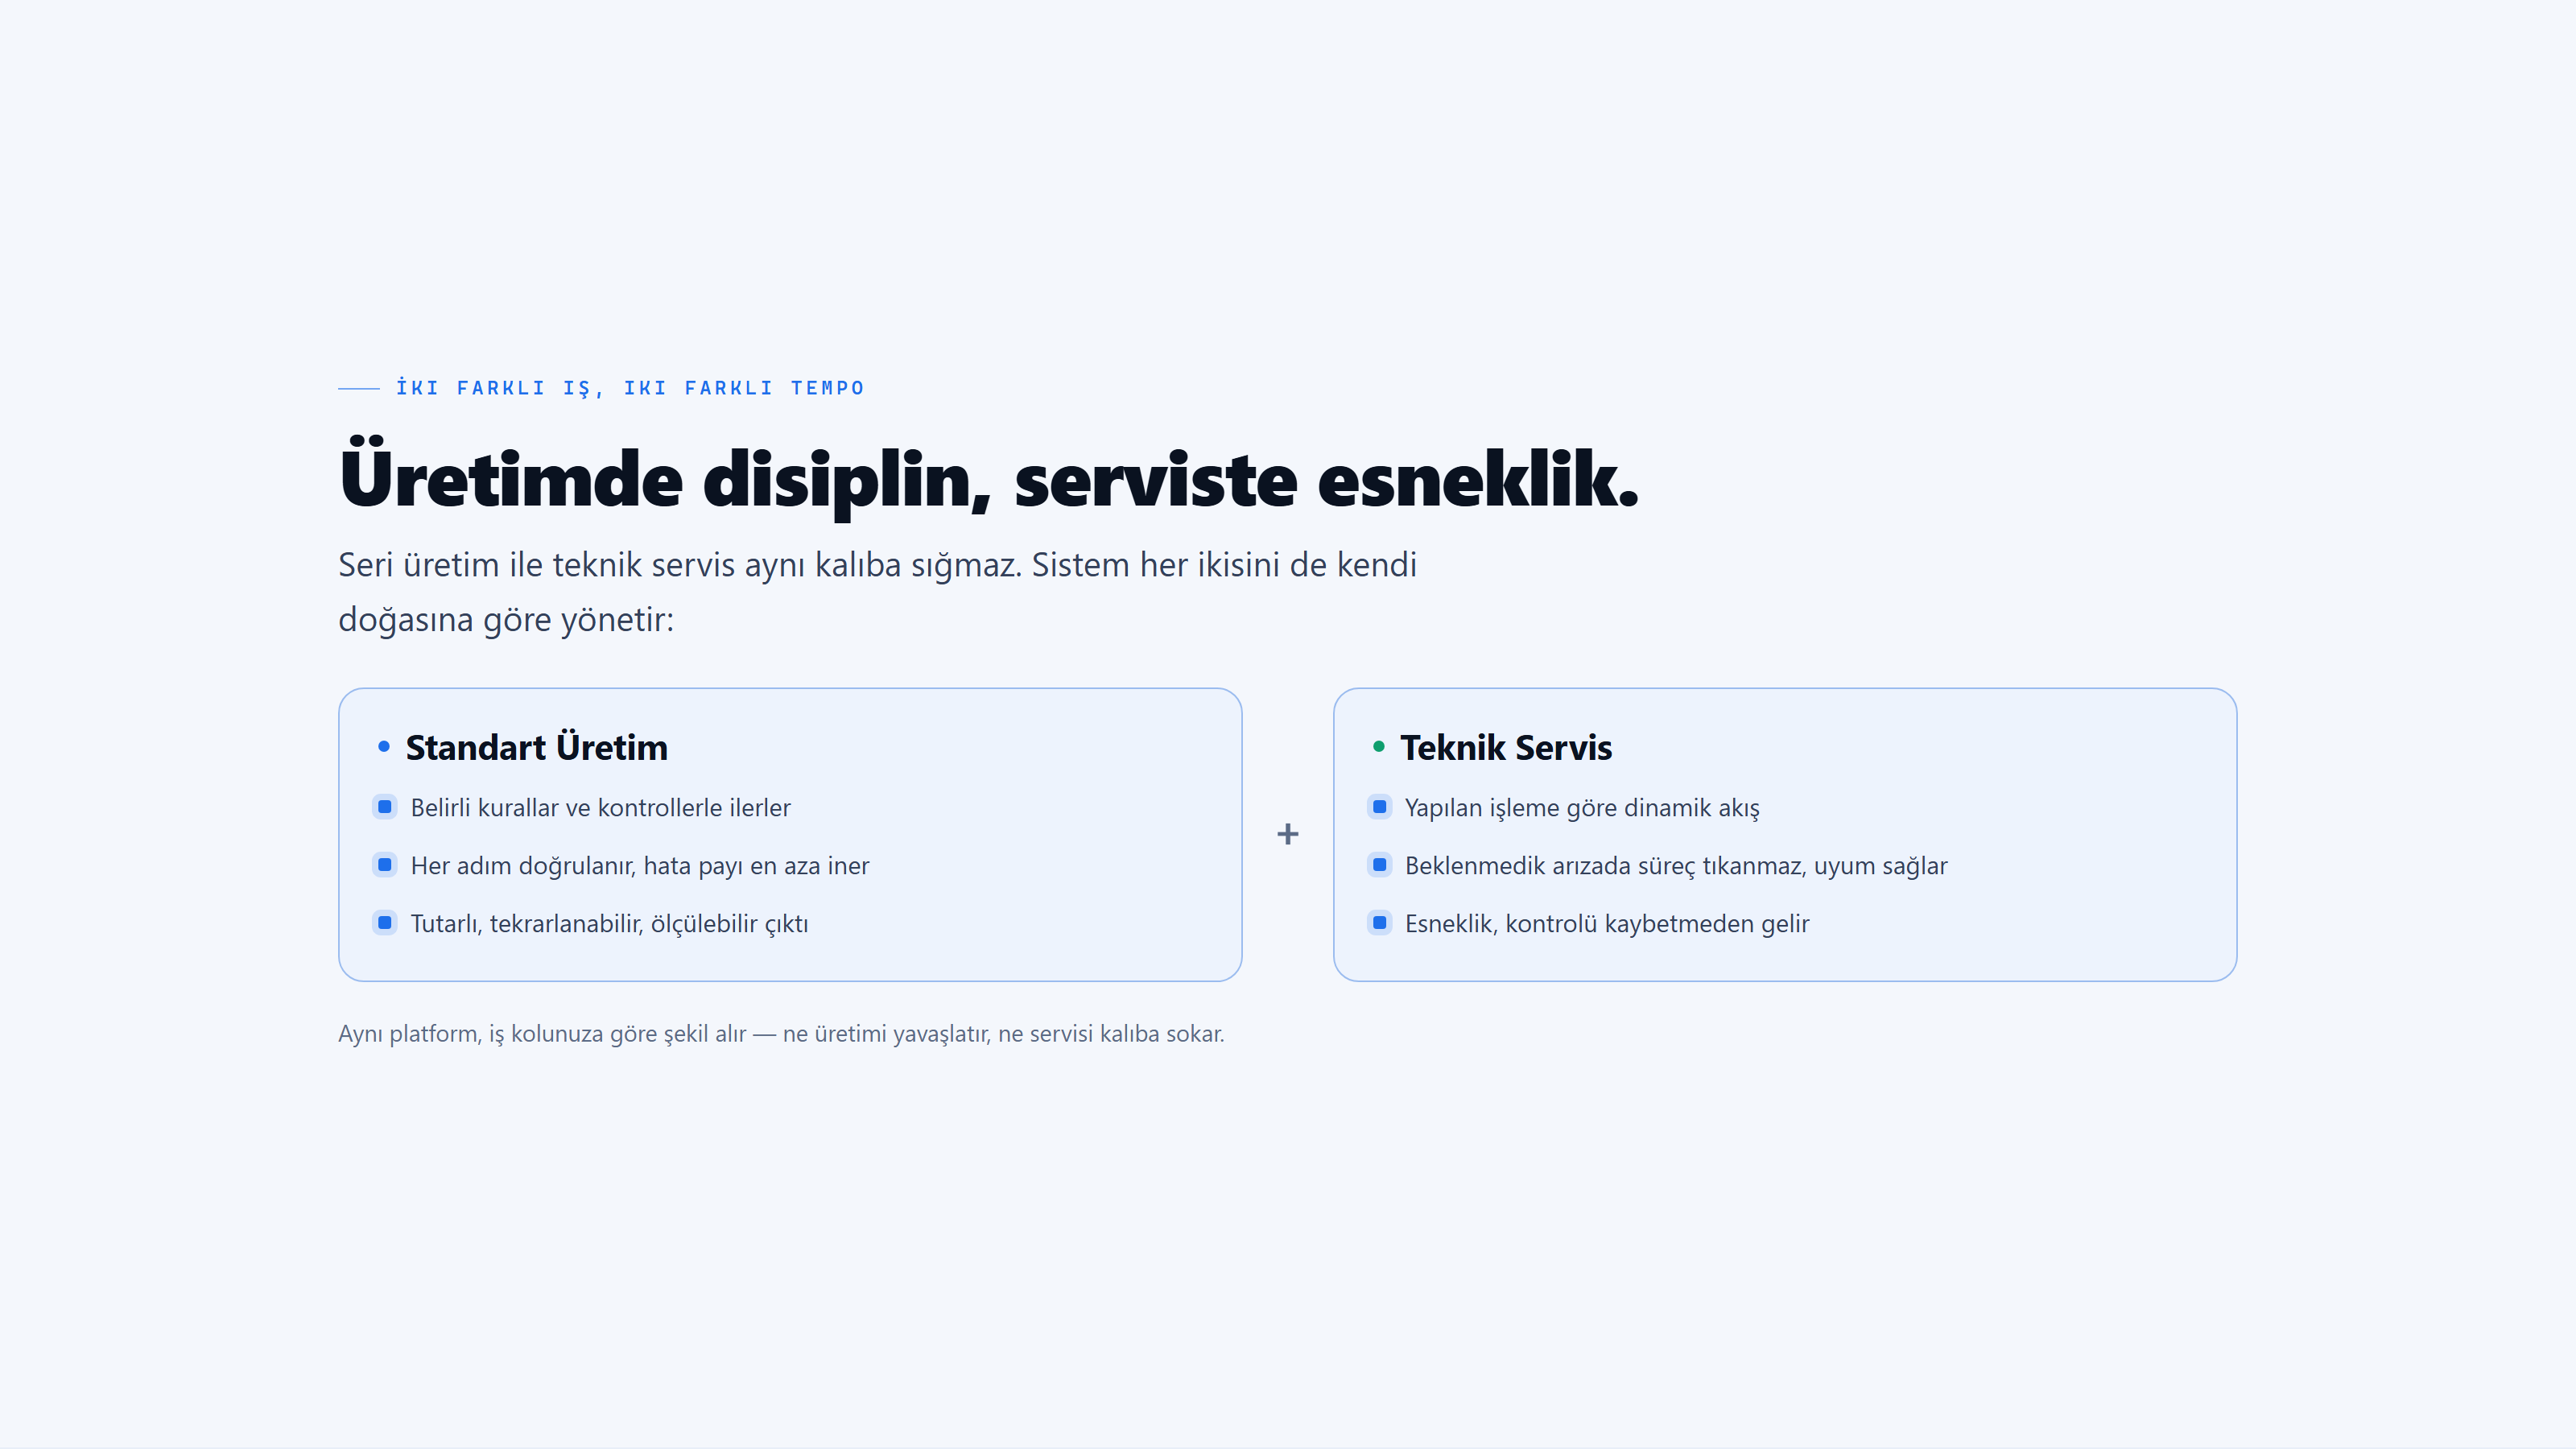 İKI FARKLI IŞ, IKI FARKLI TEMPO
Üretimde disiplin, serviste esneklik.
Seri üretim ile teknik servis aynı kalıba sığmaz. Sistem her ikisini de kendi
doğasına göre yönetir:
Standart Üretim
Belirli kurallar ve kontrollerle ilerler
Her adım doğrulanır, hata payı en aza iner
Tutarlı, tekrarlanabilir, ölçülebilir çıktı
+
Teknik Servis
Yapılan işleme göre dinamik akış
Beklenmedik arızada süreç tıkanmaz, uyum sağlar
Esneklik, kontrolü kaybetmeden gelir
Aynı platform, iş kolunuza göre şekil alır — ne üretimi yavaşlatır, ne servisi kalıba sokar.